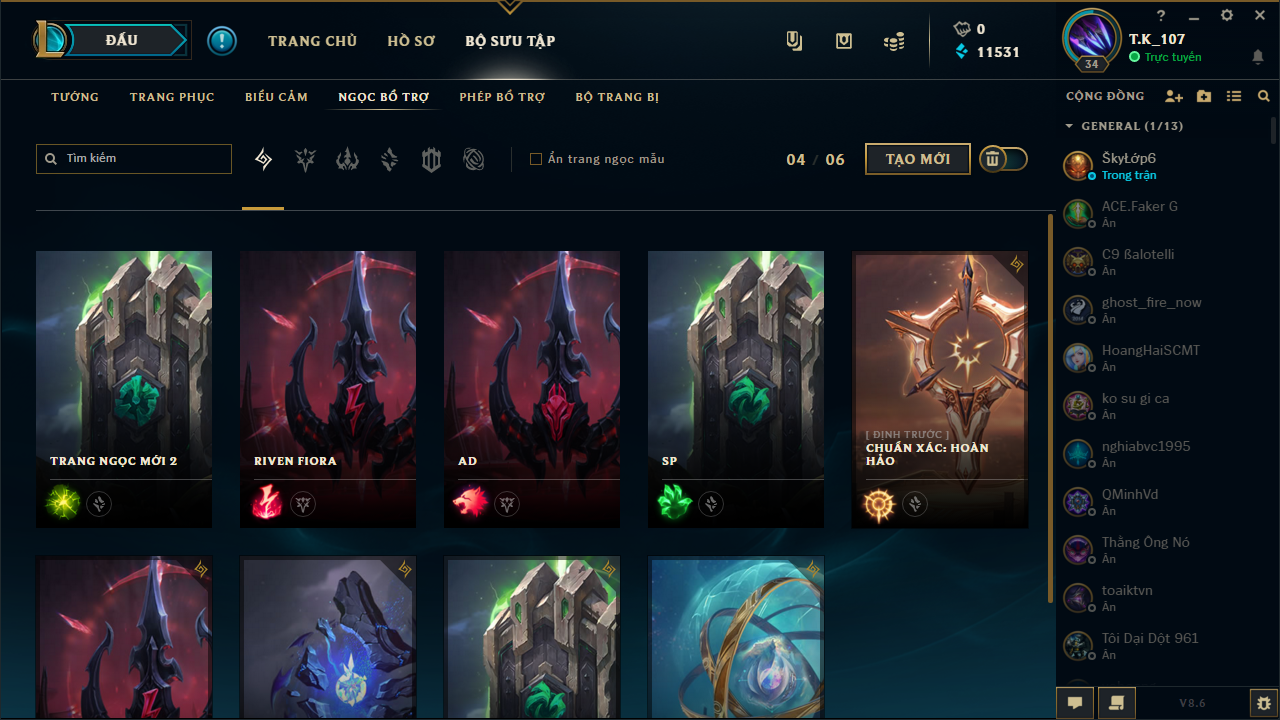 ĐẤU
TRANG CHỦ
HỒ SƠ
BỘ SƯU TẬP
0
11531
?
T.K_107
Trực tuyến
34
TƯỚNG
TRANG PHỤC
BIỂU CẢM
NGỌC BỔ TRỢ
PHÉP BỔ TRỢ
BỘ TRANG BỊ
CỘNG ĐỒNG
GENERAL (1/13)
Tìm kiếm
Ẩn trang ngọc mẫu
04 / 06
TẠO MỚI
ŠkyŁớp6
Trong trận
ACE.Faker G
Ẩn
C9 ßalotelli
Ẩn
ghost_fire_now
Ẩn
HoangHaiSCMT
Ẩn
ko su gi ca
Ẩn
nghiabvc1995
Ẩn
QMinhVd
Ẩn
Thằng Ông Nó
Ẩn
toaiktvn
Ẩn
Tôi Dại Dột 961
Ẩn
TRANG NGỌC MỚI 2
RIVEN FIORA
AD
SP
[ ĐỊNH TRƯỚC ]
CHUẨN XÁC: HOÀN
HẢO
V8.6